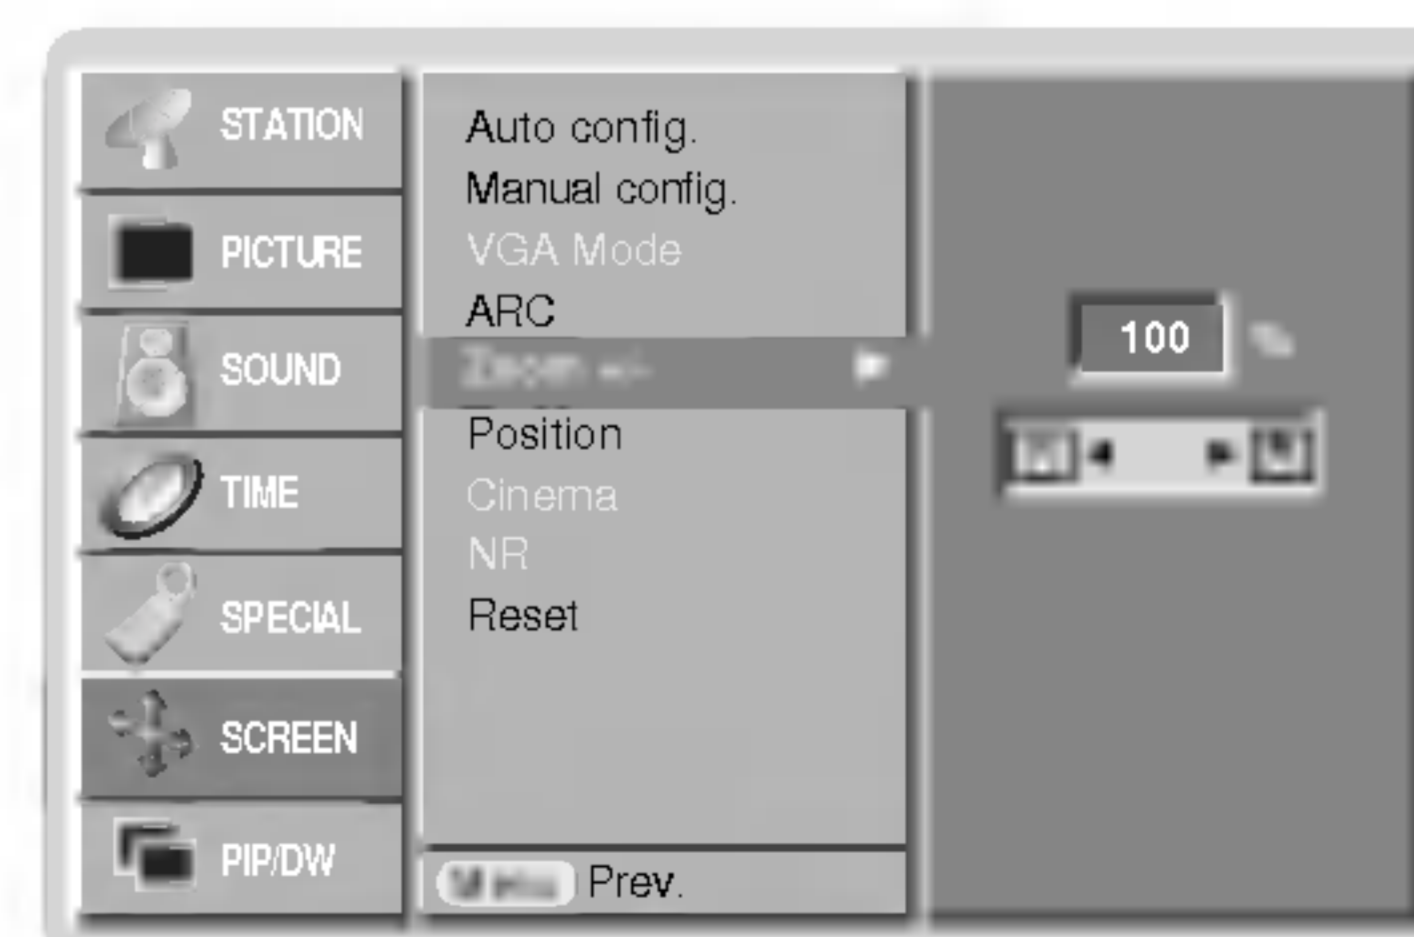 STATION
PICTURE
SOUND
TIME
SPECIAL
SCREEN
PIP/DW
Auto config.
Manual config.
VGA Mode
ARC
Zoom +/-
Position
Cinema
NR
Reset
Prev.
100